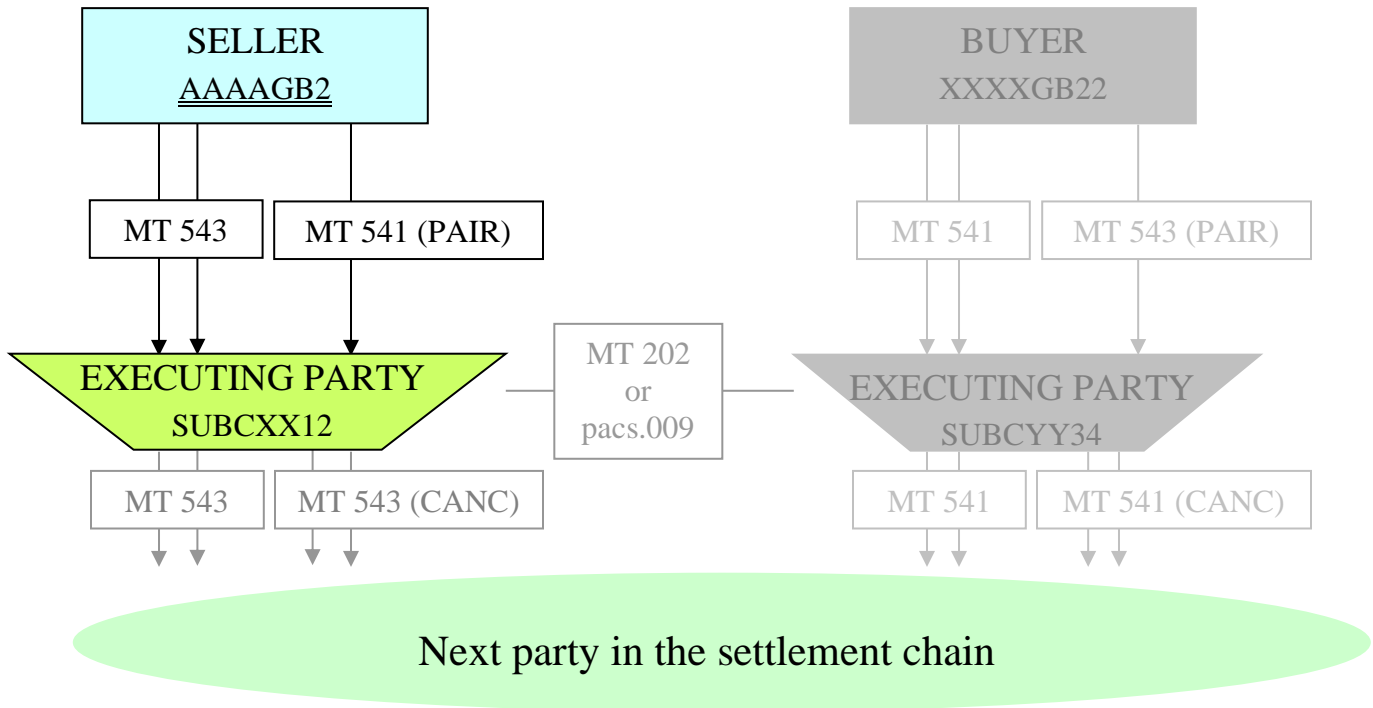 SELLER
AAAAGB2
BUYER
XXXXGB22
MT 543
MT 541 (PAIR)
MT 541
MT 543 (PAIR)
EXECUTING PARTY
SUBCXX12
MT 202
or
pacs.009
EXECUTING PARTY
SUBCYY34
MT 543
MT 543 (CANC)
MT 541
MT 541 (CANC)
Next party in the settlement chain